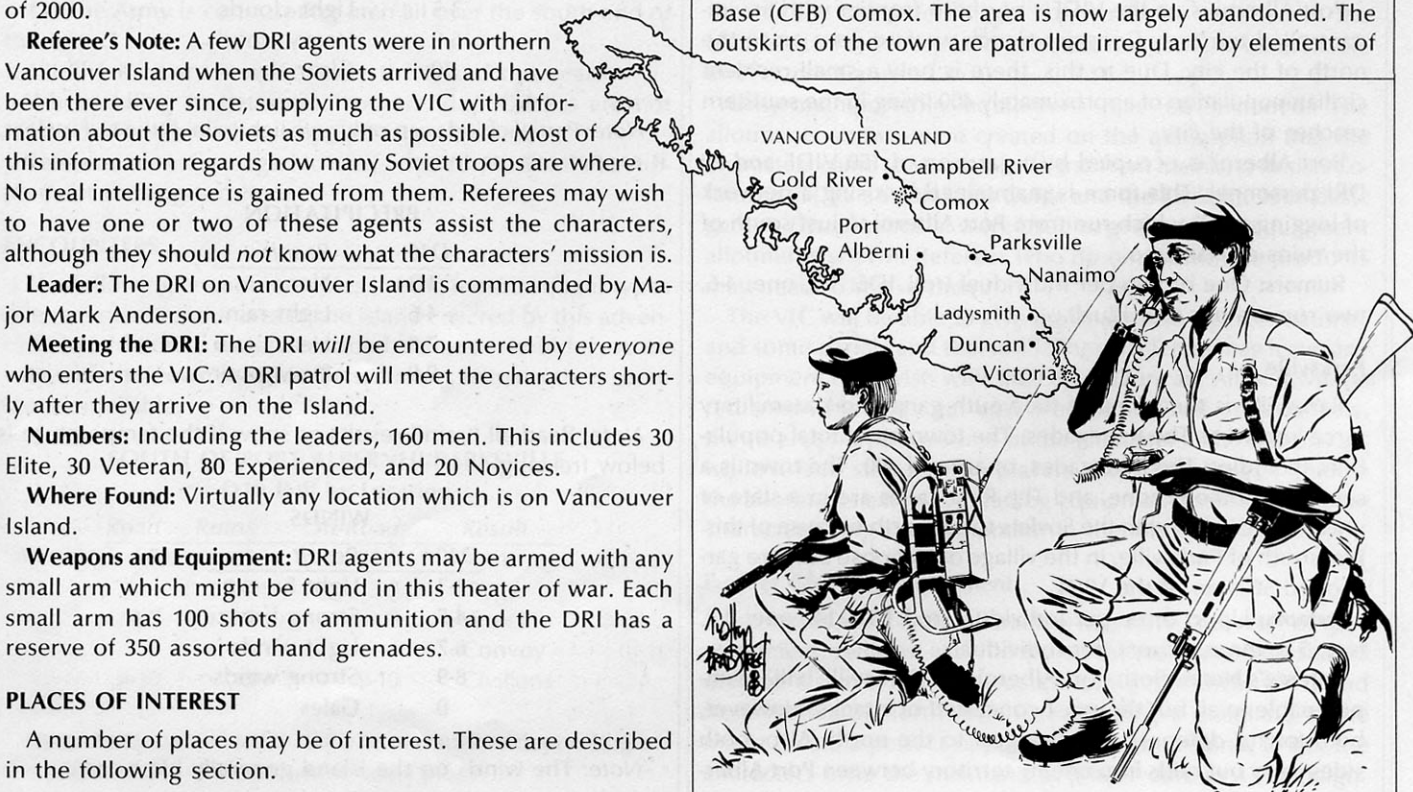 of 2000.
Referee's Note: A few DRI agents were in northern
Vancouver Island when the Soviets arrived and have
been there ever since, supplying the VIC with infor-
mation about the Soviets as much as possible. Most of
this information regards how many Soviet troops are where.
No real intelligence is gained from them. Referees may wish
to have one or two of these agents assist the characters,
although they should not know what the characters' mission is.
Leader: The DRI on Vancouver Island is commanded by Ma-
jor Mark Anderson.
Meeting the DRI: The DRI will be encountered by everyone
who enters the VIC. A DRI patrol will meet the characters short-
ly after they arrive on the Island.
Numbers: Including the leaders, 160 men. This includes 30
Elite, 30 Veteran, 80 Experienced, and 20 Novices.
Where Found: Virtually any location which is on Vancouver
Island.
Weapons and Equipment: DRI agents may be armed with any
small arm which might be found in this theater of war. Each
small arm has 100 shots of ammunition and the DRI has a
reserve of 350 assorted hand grenades.
PLACES OF INTEREST
A number of places may be of interest. These are described
in the following section.
Base (CFB) Comox. The area is now largely abandoned. The
outskirts of the town are patrolled irregularly by elements of
VANCOUVER ISLAND
Campbell River
Gold River
Comox
Port
Alberni
Parksville
Nanaimo
Ladysmith
Duncan
Victoria